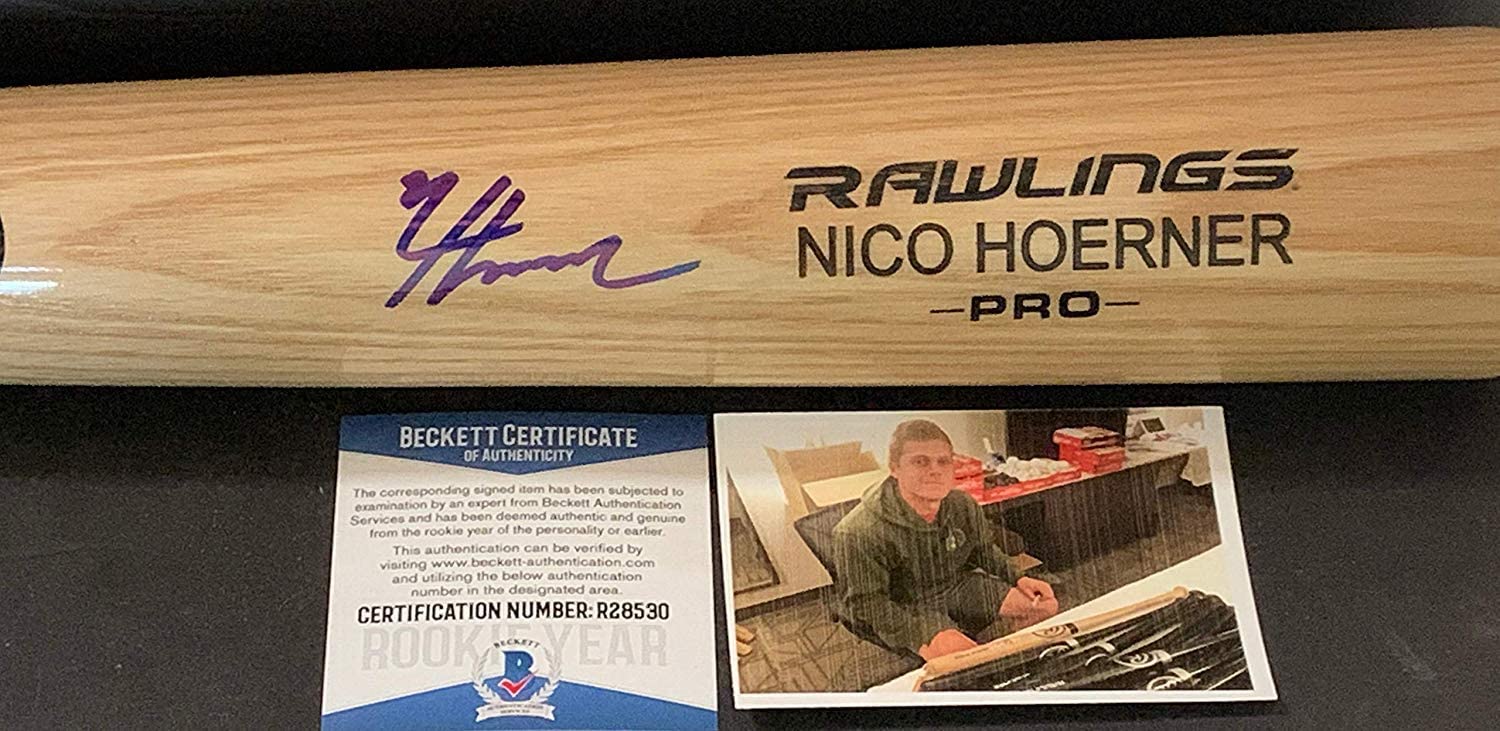 RAWLINGS
NICO HOERNER
-PRO-
BECKETT CERTIFICATE
OF AUTHENTICITY
The corresponding signed item has been subjected to
examination by an expert from Beckett Authentication
Services and has been deemed authentic and genuine
from the rookie year of the personality or earlier.
This authentication can be verified by
visiting www.beckett-authentication.com
and utilizing the below authentication
number in the designated area.
CERTIFICATION NUMBER: R28530
ROOKIE YEAR
BECKETT
B
AUTHENTICATION
SERVICES